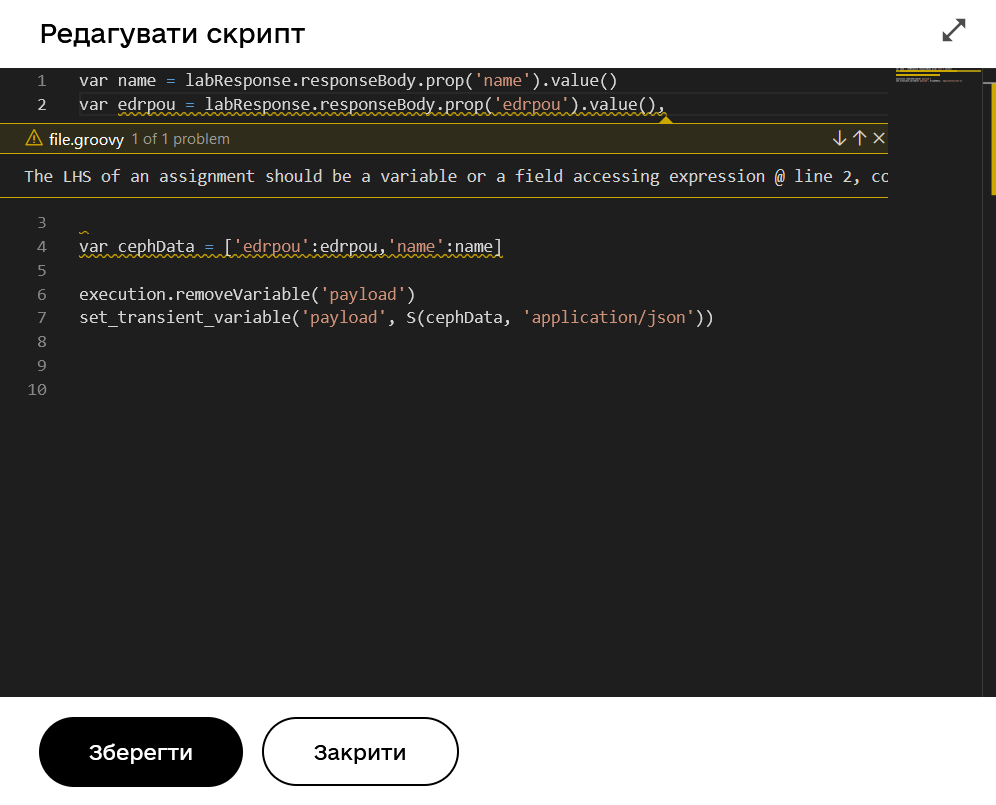 Редагувати скрипт
1 var name = labResponse.responseBody.prop('name').value()
2 var edrpou = labResponse.responseBody.prop('edrpou').value(),
file.groovy 1 of 1 problem
The LHS of an assignment should be a variable or a field accessing expression @ line 2, co
3
4 var cephData = ['edrpou':edrpou,'name':name]
5
6 execution.removeVariable('payload')
7 set_transient_variable('payload', S(cephData, 'application/json'))
8
9
10
Зберегти Закрити